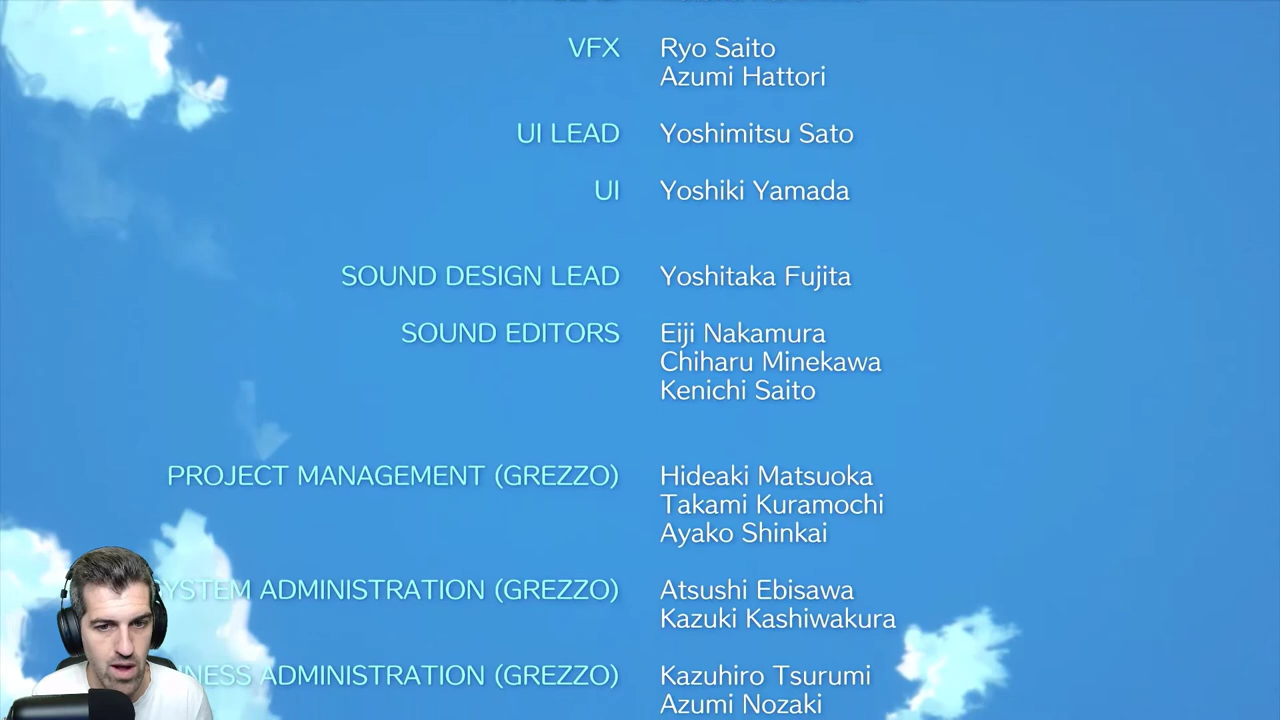 VFX Ryo Saito
Azumi Hattori
UI LEAD Yoshimitsu Sato
UI Yoshiki Yamada
SOUND DESIGN LEAD Yoshitaka Fujita
SOUND EDITORS Eiji Nakamura
Chiharu Minekawa
Kenichi Saito
PROJECT MANAGEMENT (GREZZO) Hideaki Matsuoka
Takami Kuramochi
Ayako Shinkai
SYSTEM ADMINISTRATION (GREZZO) Atsushi Ebisawa
Kazuki Kashiwakura
ADMINISTRATION (GREZZO) Kazuhiro Tsurumi
Azumi Nozaki